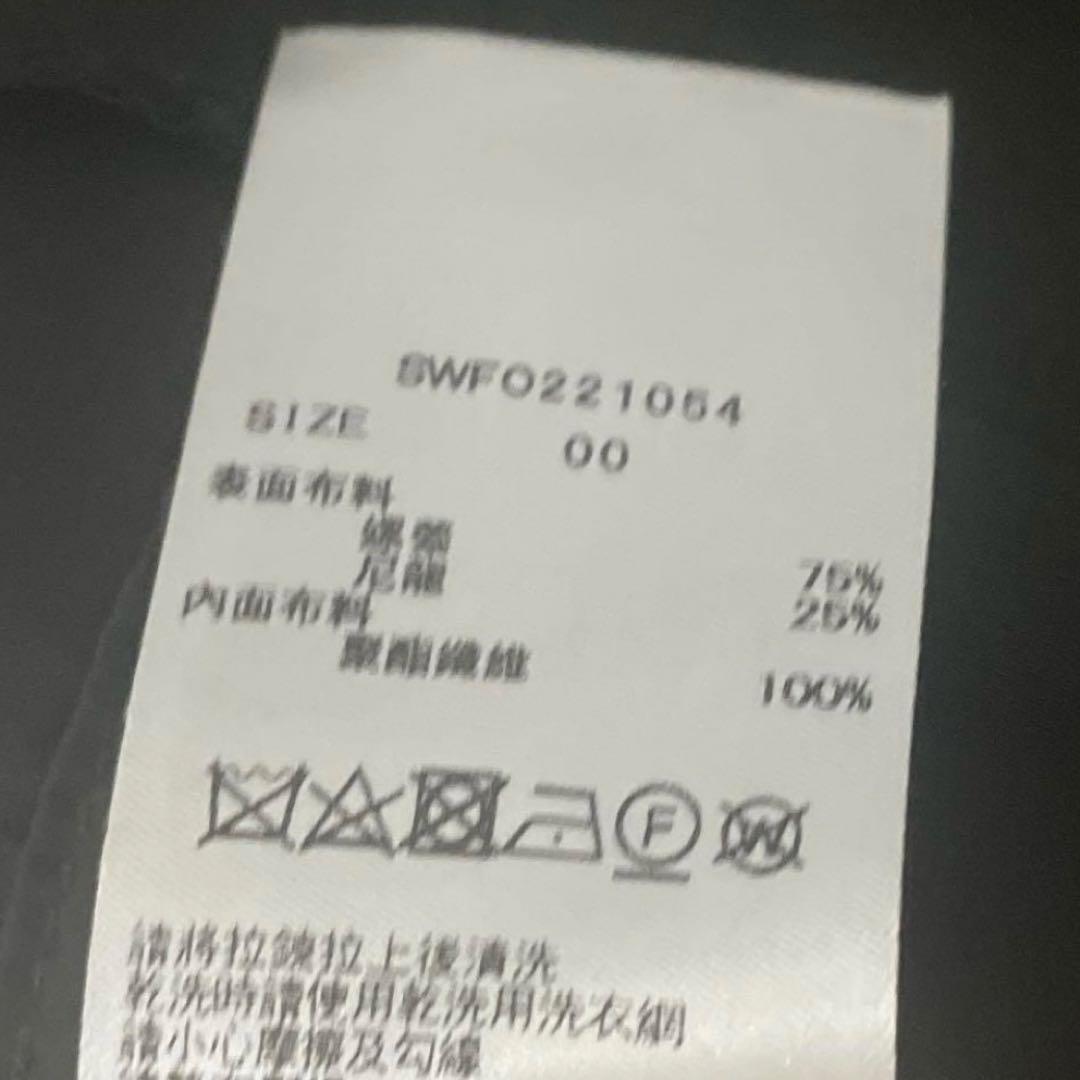 SWFO221054
SIZE 00
表面布料
嫘縈 75%
尼龍 25%
內面布料
聚酯纖維 100%
F
W
請將拉鍊拉上後清洗
乾洗時請使用乾洗用洗衣網
請小心摩擦及勾線